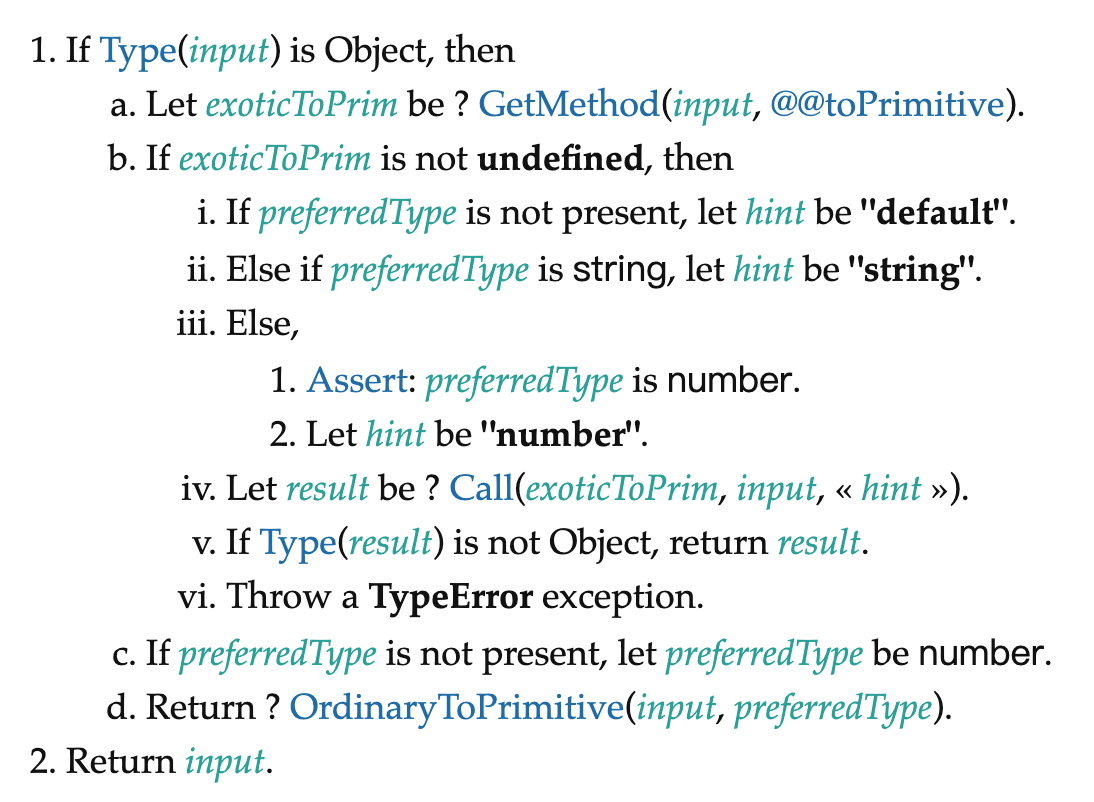 1. If Type(input) is Object, then
a. Let exoticToPrim be ? GetMethod(input, @@toPrimitive).
b. If exoticToPrim is not undefined, then
i. If preferredType is not present, let hint be "default".
ii. Else if preferredType is string, let hint be "string".
iii. Else,
1. Assert: preferredType is number.
2. Let hint be "number".
iv. Let result be ? Call(exoticToPrim, input, « hint »).
v. If Type(result) is not Object, return result.
vi. Throw a TypeError exception.
c. If preferredType is not present, let preferredType be number.
d. Return ? OrdinaryToPrimitive(input, preferredType).
2. Return input.